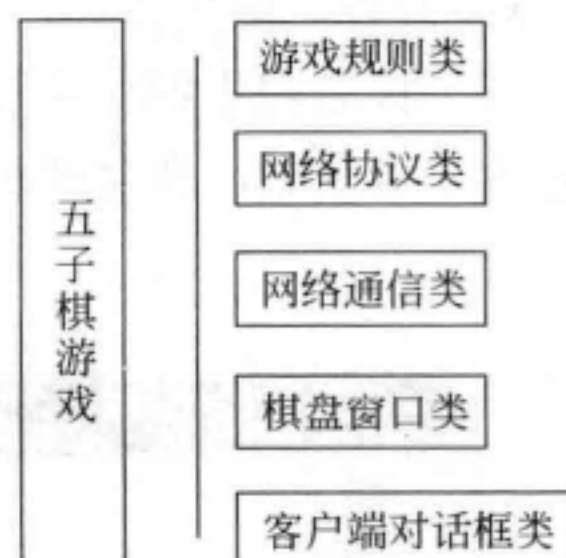 五子棋游戏
游戏规则类
网络协议类
网络通信类
棋盘窗口类
客户端对话框类